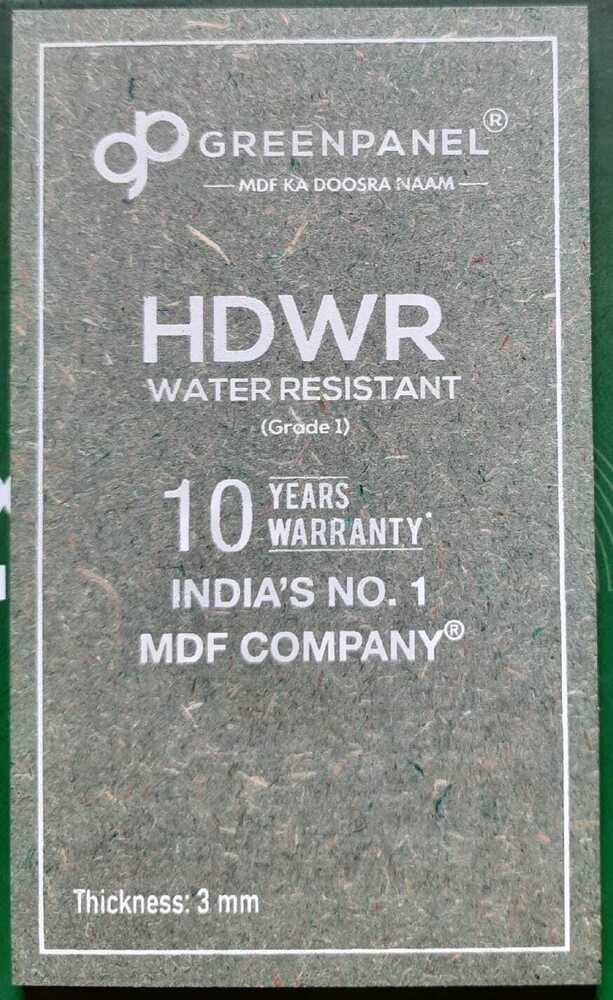 gp GREENPANEL®
MDF KA DOOSRA NAAM
HDWR
WATER RESISTANT
(Grade 1)
10 YEARS
WARRANTY*
INDIA'S NO. 1
MDF COMPANY®
Thickness: 3 mm